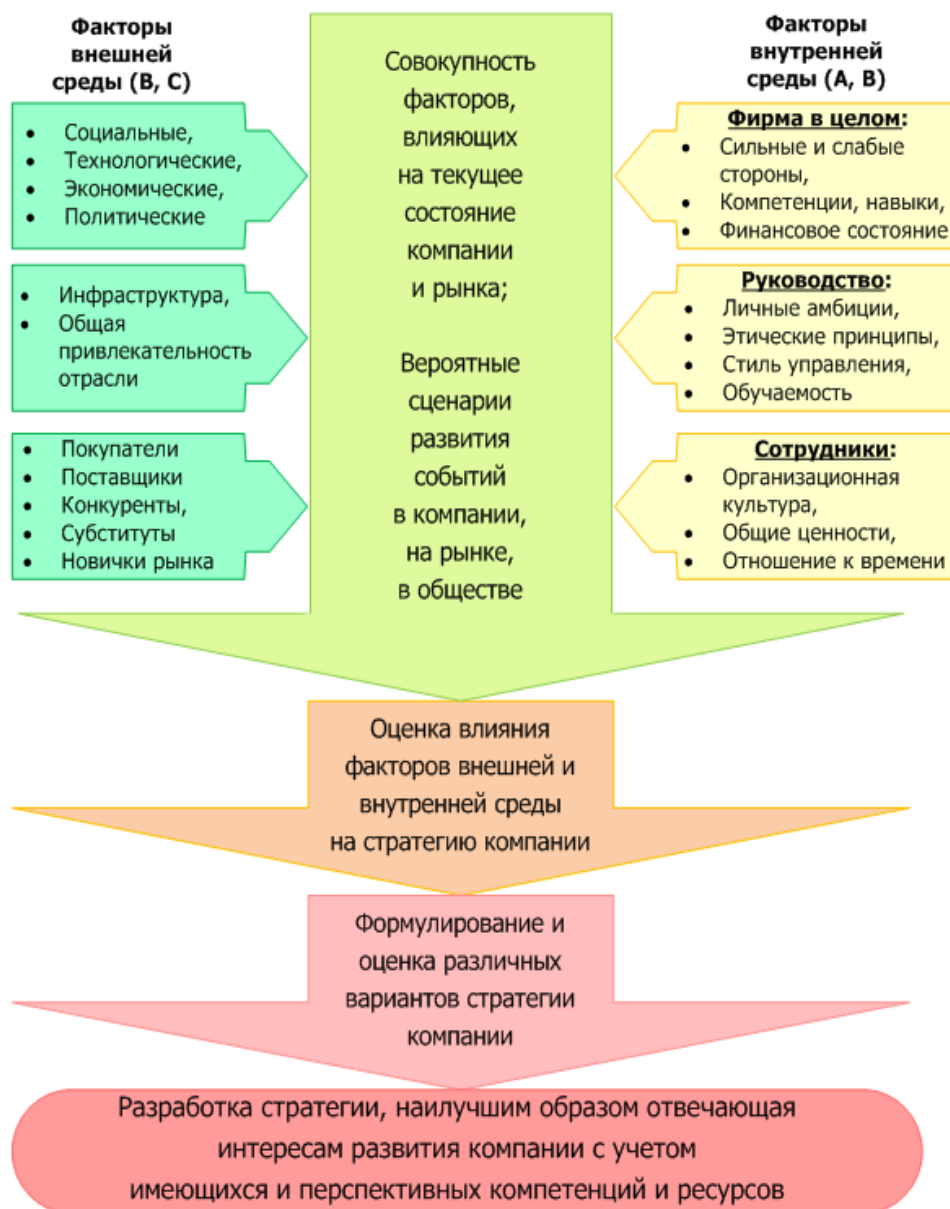 Факторы
внешней
среды (В, С)
• Социальные,
• Технологические,
• Экономические,
• Политические
• Инфраструктура,
• Общая
привлекательность
отрасли
• Покупатели
• Поставщики
• Конкуренты,
• Субституты
• Новички рынка
Совокупность
факторов,
влияющих
на текущее
состояние
компании
и рынка;
Вероятные
сценарии
развития
событий
в компании,
на рынке,
в обществе
Факторы
внутренней
среды (А, В)
Фирма в целом:
• Сильные и слабые
стороны,
• Компетенции, навыки,
• Финансовое состояние
Руководство:
• Личные амбиции,
• Этические принципы,
• Стиль управления,
• Обучаемость
Сотрудники:
• Организационная
культура,
• Общие ценности,
• Отношение к времени
Оценка влияния
факторов внешней и
внутренней среды
на стратегию компании
Формулирование и
оценка различных
вариантов стратегии
компании
Разработка стратегии, наилучшим образом отвечающая
интересам развития компании с учетом
имеющихся и перспективных компетенций и ресурсов